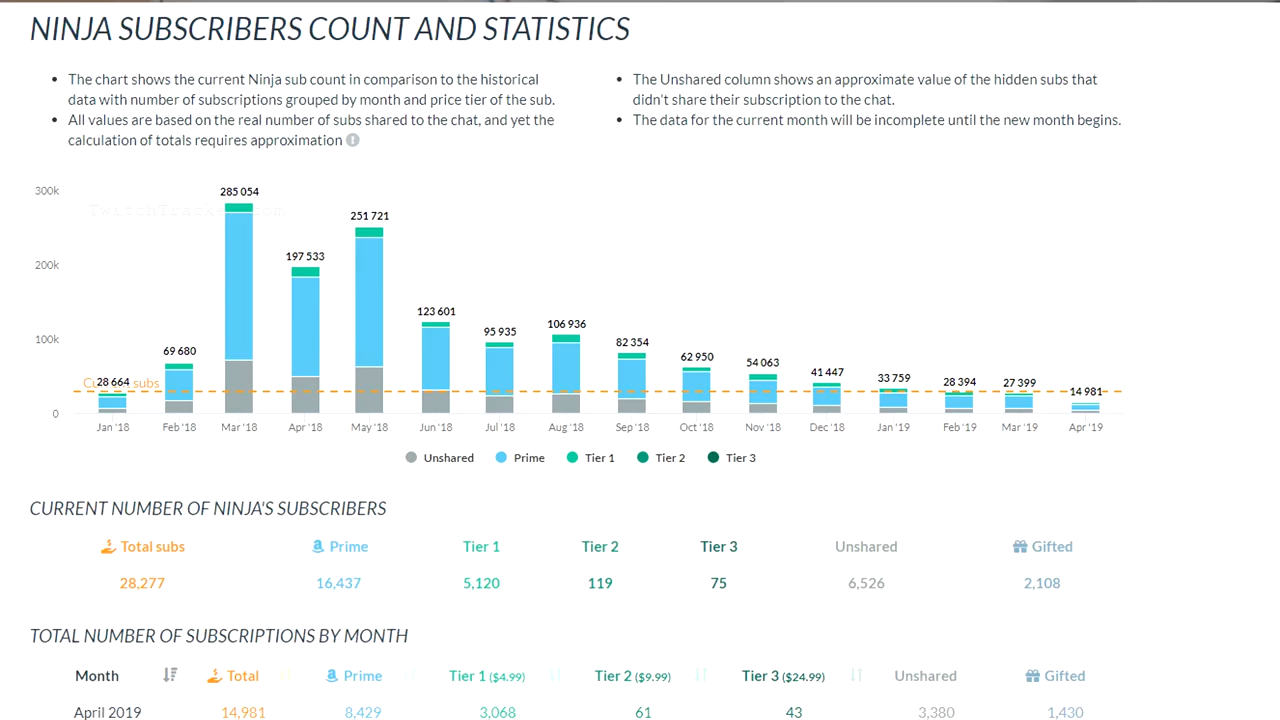 NINJA SUBSCRIBERS COUNT AND STATISTICS
• The chart shows the current Ninja sub count in comparison to the historical
data with number of subscriptions grouped by month and price tier of the sub.
• All values are based on the real number of subs shared to the chat, and yet the
calculation of totals requires approximation
• The Unshared column shows an approximate value of the hidden subs that
didn't share their subscription to the chat.
• The data for the current month will be incomplete until the new month begins.
300k
200k
100k
0
28 664
69 680
285 054
197 533
251 721
123 601
95 935
106 936
82 354
62 950
54 063
41 447
33 759
28 394
27 399
14 981
subs
Jan '18 Feb '18 Mar '18 Apr '18 May '18 Jun '18 Jul '18 Aug '18 Sep '18 Oct '18 Nov '18 Dec '18 Jan '19 Feb '19 Mar '19 Apr '19
Unshared Prime Tier 1 Tier 2 Tier 3
CURRENT NUMBER OF NINJA'S SUBSCRIBERS
Total subs Prime Tier 1 Tier 2 Tier 3 Unshared Gifted
28,277 16,437 5,120 119 75 6,526 2,108
TOTAL NUMBER OF SUBSCRIPTIONS BY MONTH
Month Total Prime Tier 1 ($4.99) Tier 2 ($9.99) Tier 3 ($24.99) Unshared Gifted
April 2019 14,981 8,429 3,068 61 43 3,380 1,430